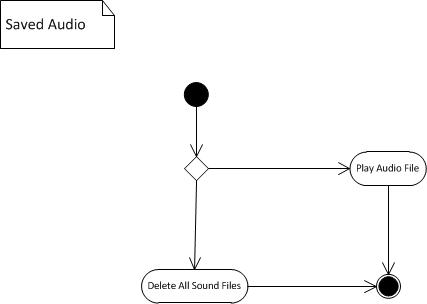 Saved Audio
Play Audio File
Delete All Sound Files